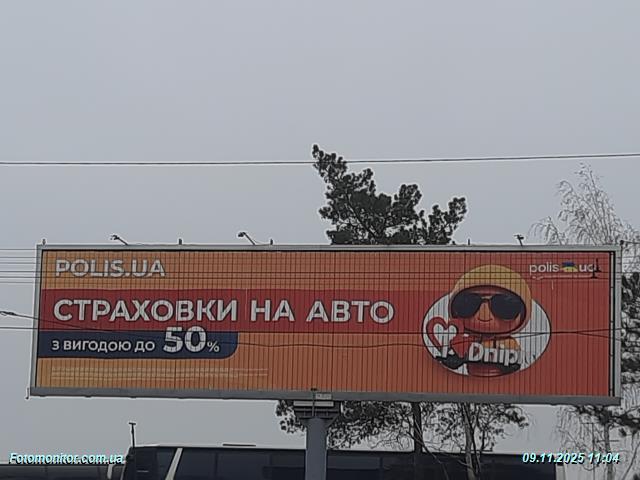 POLIS.UA
polis ua
СТРАХОВКИ НА АВТО
З ВИГОДОЮ ДО 50%
Dnip
Fotomonitor.com.ua
09.11.2025 11:04